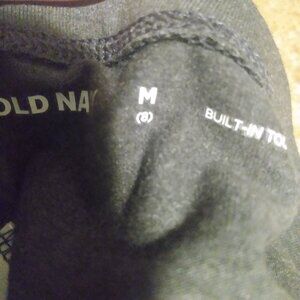 OLD NA
M
(8)
BUILT-IN TO